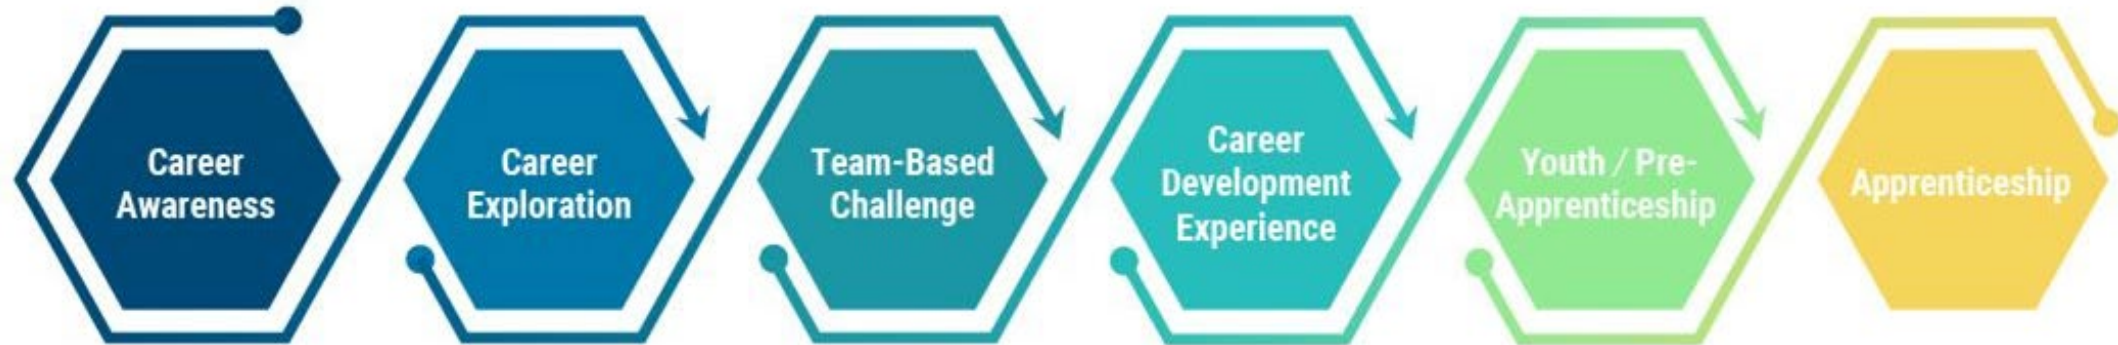 Career
Awareness
Career
Exploration
Team-Based
Challenge
Career
Development
Experience
Youth / Pre-
Apprenticeship
Apprenticeship